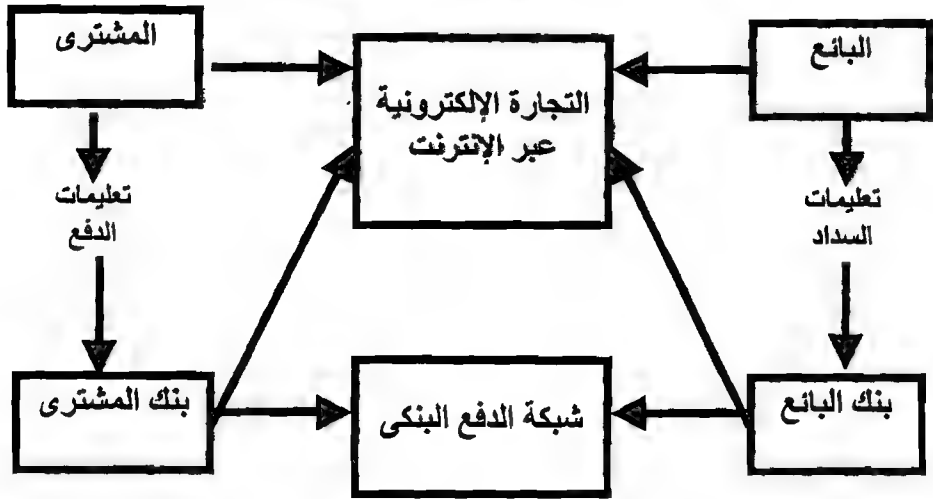 البائع
المشترى
التجارة الإلكترونية
عبر الإنترنت
تعليمات
السداد
تعليمات
الدفع
بنك البائع
شبكة الدفع البنكى
بنك المشترى